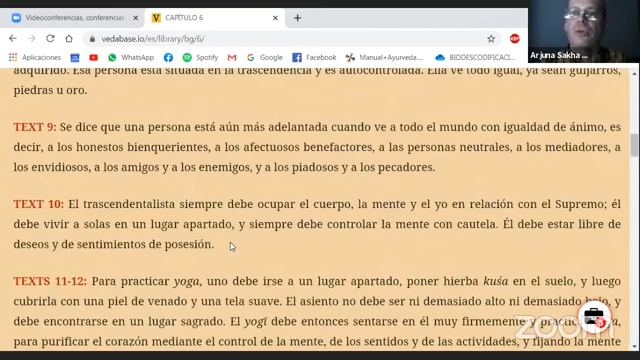 Videoconferencias, conferencias
CAPÍTULO 6
vedabase.io/es/library/bg/6/
ABP
Aplicaciones
YouTube
WhatsApp
Spotify
Gmail
G
Facebook
Manual+Ayurveda...
BIODESCODIFICACI...
Arjuna Sakha ...
adquirido. Esa persona está situada en la trascendencia y es autocontrolada. Ella ve todo igual, ya sean guijarros,
piedras u oro.
TEXT 9: Se dice que una persona está aún más adelantada cuando ve a todo el mundo con igualdad de ánimo, es
decir, a los honestos bienquerientes, a los afectuosos benefactores, a las personas neutrales, a los mediadores, a
los envidiosos, a los amigos y a los enemigos, y a los piadosos y a los pecadores.
TEXT 10: El trascendentalista siempre debe ocupar el cuerpo, la mente y el yo en relación con el Supremo; él
debe vivir a solas en un lugar apartado, y siempre debe controlar la mente con cautela. Él debe estar libre de
deseos y de sentimientos de posesión.
TEXTS 11-12: Para practicar yoga, uno debe irse a un lugar apartado, poner hierba kuśa en el suelo, y luego
cubrirla con una piel de venado y una tela suave. El asiento no debe ser ni demasiado alto ni demasiado bajo, y
debe encontrarse en un lugar sagrado. El yogī debe entonces sentarse en él muy firmemente y
para purificar el corazón mediante el control de la mente, de los sentidos y de las actividades, y fijando la mente
zoom